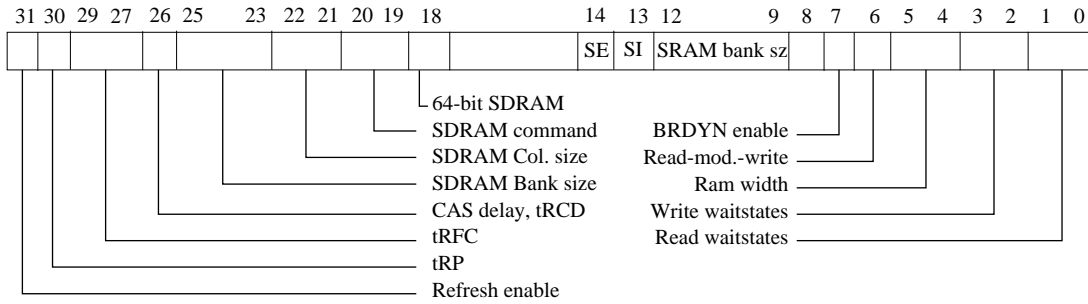 31 30 29 27 26 25 23 22 21 20 19 18 14 13 12 9 8 7 6 5 4 3 2 1 0
SE SI SRAM bank sz
64-bit SDRAM
SDRAM command
SDRAM Col. size
SDRAM Bank size
CAS delay, tRCD
tRFC
tRP
Refresh enable
BRDYN enable
Read-mod.-write
Ram width
Write waitstates
Read waitstates